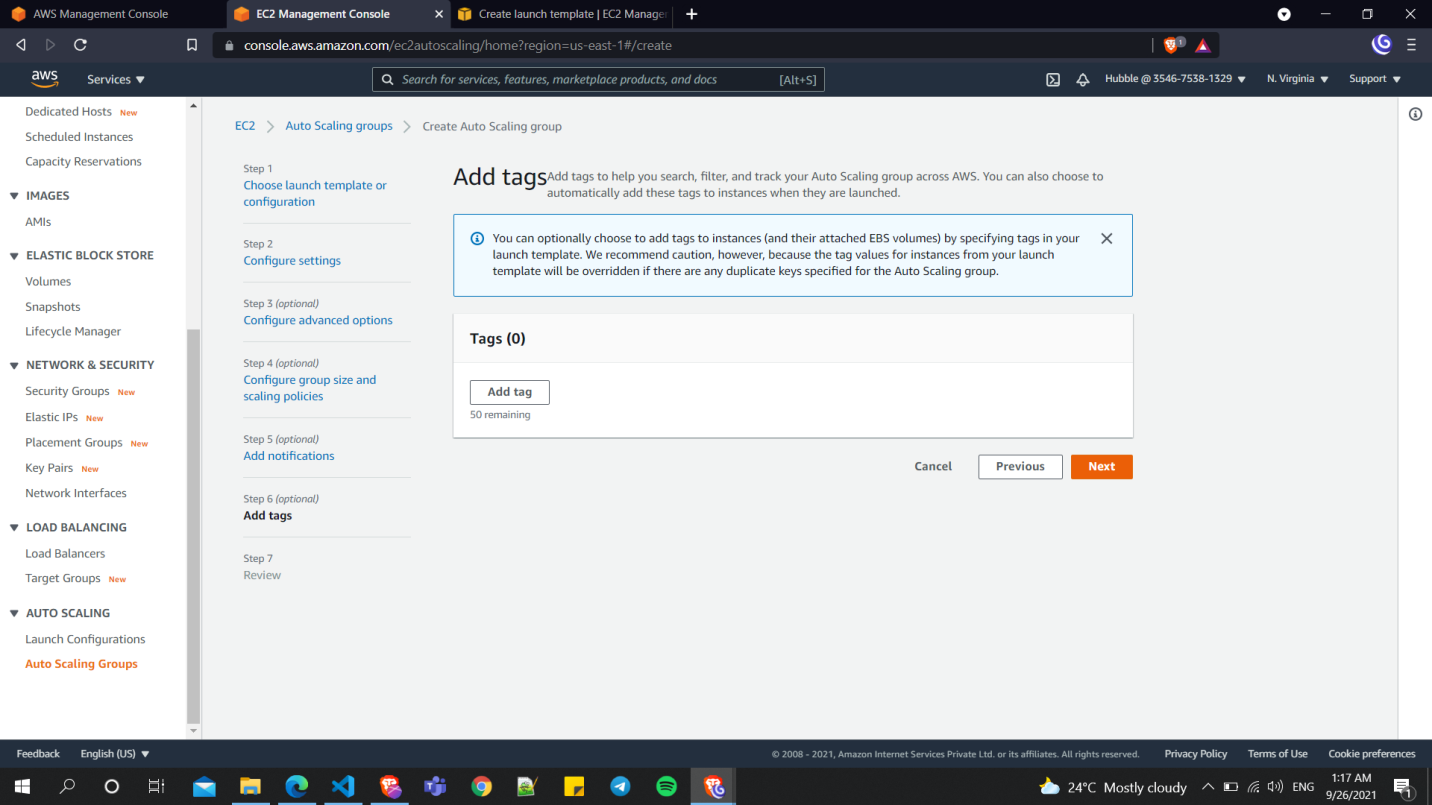 AWS Management Console
EC2 Management Console
Create launch template | EC2 Manage
console.aws.amazon.com/ec2autoscaling/home?region=us-east-1#/create
1
aws
Services
Search for services, features, marketplace products, and docs
[Alt+S]
Hubble @ 3546-7538-1329
N. Virginia
Support
Dedicated Hosts New
Scheduled Instances
Capacity Reservations
IMAGES
AMIs
ELASTIC BLOCK STORE
Volumes
Snapshots
Lifecycle Manager
NETWORK & SECURITY
Security Groups New
Elastic IPs New
Placement Groups New
Key Pairs New
Network Interfaces
LOAD BALANCING
Load Balancers
Target Groups New
AUTO SCALING
Launch Configurations
Auto Scaling Groups
EC2
Auto Scaling groups
Create Auto Scaling group
Step 1
Choose launch template or
configuration
Step 2
Configure settings
Step 3 (optional)
Configure advanced options
Step 4 (optional)
Configure group size and
scaling policies
Step 5 (optional)
Add notifications
Step 6 (optional)
Add tags
Step 7
Review
Add tags
Add tags to help you search, filter, and track your Auto Scaling group across AWS. You can also choose to
automatically add these tags to instances when they are launched.
You can optionally choose to add tags to instances (and their attached EBS volumes) by specifying tags in your
launch template. We recommend caution, however, because the tag values for instances from your launch
template will be overridden if there are any duplicate keys specified for the Auto Scaling group.
Tags (0)
Add tag
50 remaining
Cancel
Previous
Next
Feedback
English (US)
© 2008 - 2021, Amazon Internet Services Private Ltd. or its affiliates. All rights reserved.
Privacy Policy
Terms of Use
Cookie preferences
24°C Mostly cloudy
ENG
1:17 AM
9/26/2021
1